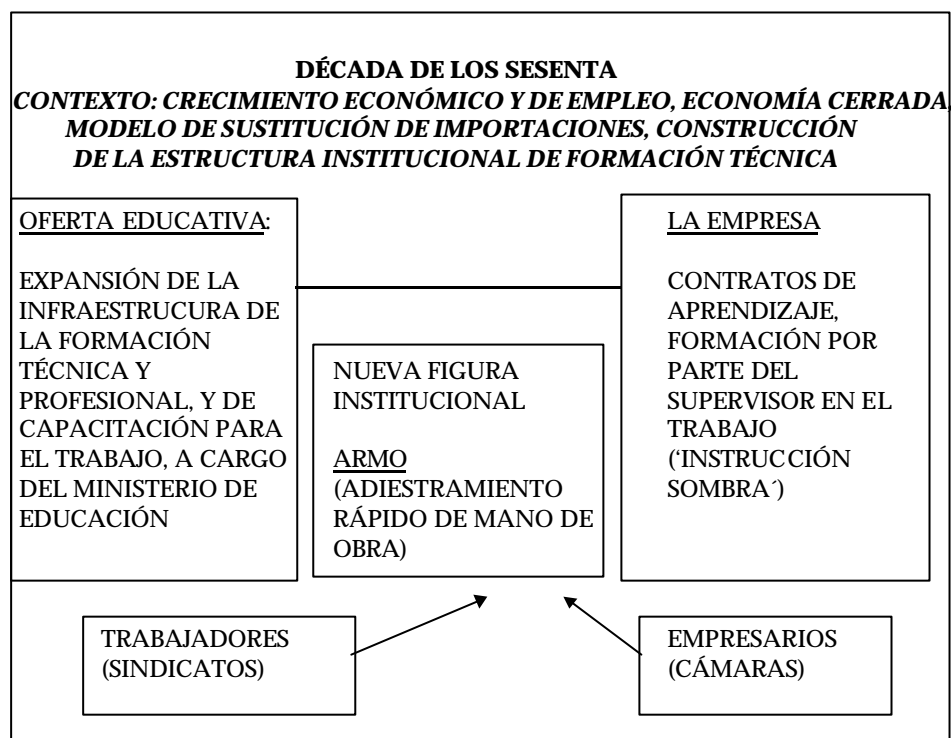 DÉCADA DE LOS SESENTA
CONTEXTO: CRECIMIENTO ECONÓMICO Y DE EMPLEO, ECONOMÍA CERRADA,
MODELO DE SUSTITUCIÓN DE IMPORTACIONES, CONSTRUCCIÓN
DE LA ESTRUCTURA INSTITUCIONAL DE FORMACIÓN TÉCNICA
OFERTA EDUCATIVA:
EXPANSIÓN DE LA
INFRAESTRUCURA DE
LA FORMACIÓN
TÉCNICA Y
PROFESIONAL, Y DE
CAPACITACIÓN PARA
EL TRABAJO, A CARGO
DEL MINISTERIO DE
EDUCACIÓN
NUEVA FIGURA
INSTITUCIONAL
ARMO
(ADIESTRAMIENTO
RÁPIDO DE MANO DE
OBRA)
LA EMPRESA
CONTRATOS DE
APRENDIZAJE,
FORMACIÓN POR
PARTE DEL
SUPERVISOR EN EL
TRABAJO
(‘INSTRUCCIÓN
SOMBRA´)
TRABAJADORES
(SINDICATOS)
EMPRESARIOS
(CÁMARAS)